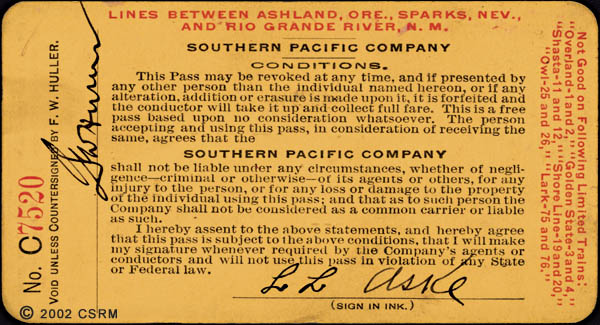 LINES BETWEEN ASHLAND, ORE., SPARKS, NEV.,
AND RIO GRANDE RIVER, N. M.
SOUTHERN PACIFIC COMPANY
CONDITIONS.
This Pass may be revoked at any time, and if presented by
any other person than the individual named hereon, or if any
alteration, addition or erasure is made upon it, it is forfeited and
the conductor will take it up and collect full fare. This is a free
pass based upon no consideration whatsoever. The person
accepting and using this pass, in consideration of receiving the
same, agrees that the
SOUTHERN PACIFIC COMPANY
shall not be liable under any circumstances, whether of negli-
gence—criminal or otherwise—of its agents or others, for any
injury to the person, or for any loss or damage to the property
of the individual using this pass; and that as to such person the
Company shall not be considered as a common carrier or liable
as such.
I hereby assent to the above statements, and hereby agree
that this pass is subject to the above conditions, that I will make
my signature whenever required by the Company's agents or
conductors and will not use this pass in violation of any State
or Federal law.
L L Aske
(SIGN IN INK.)
No. C7520
VOID UNLESS COUNTERSIGNED BY F. W. HULLER.
FW Huller
Not Good on Following Limited Trains:
"Overland-1 and 2," "Golden State-3 and 4,"
"Shasta-11 and 12," "Shore Line-19 and 20,"
"Owl-25 and 26," "Lark-75 and 76."
© 2002 CSRM